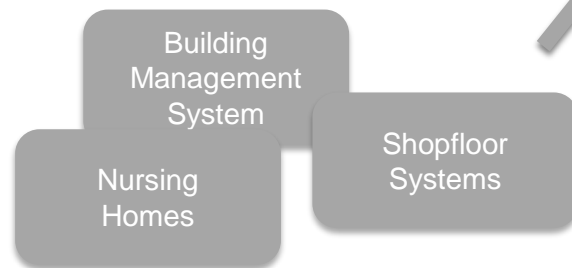 Building
Management
System
Nursing
Homes
Shopfloor
Systems